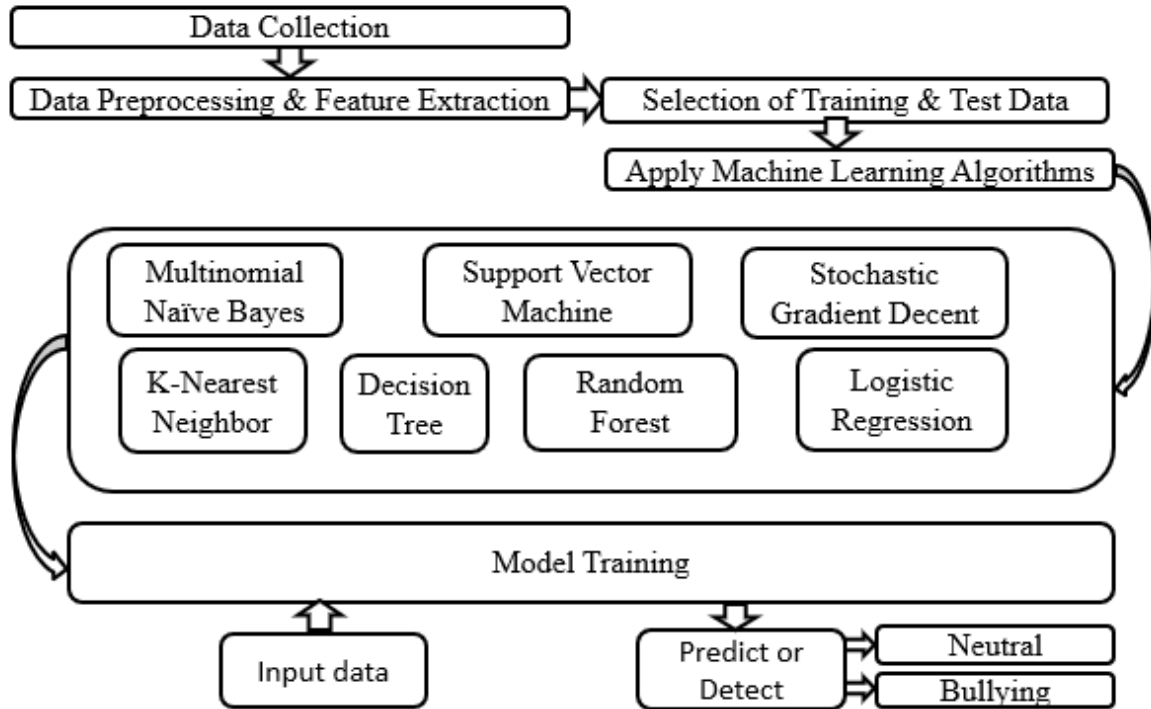 Data Collection
Data Preprocessing & Feature Extraction
Selection of Training & Test Data
Apply Machine Learning Algorithms
Multinomial
Naïve Bayes
Support Vector
Machine
Stochastic
Gradient Decent
K-Nearest
Neighbor
Decision
Tree
Random
Forest
Logistic
Regression
Model Training
Input data
Predict or
Detect
Neutral
Bullying